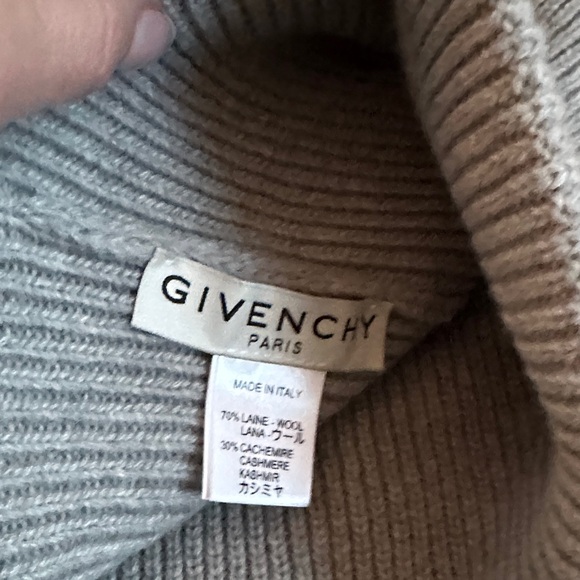 GIVENCHY
PARIS
MADE IN ITALY
70% LAINE - WOOL
LANA - ウール
30% CACHEMIRE
CASHMERE
KASHMIR
カシミヤ